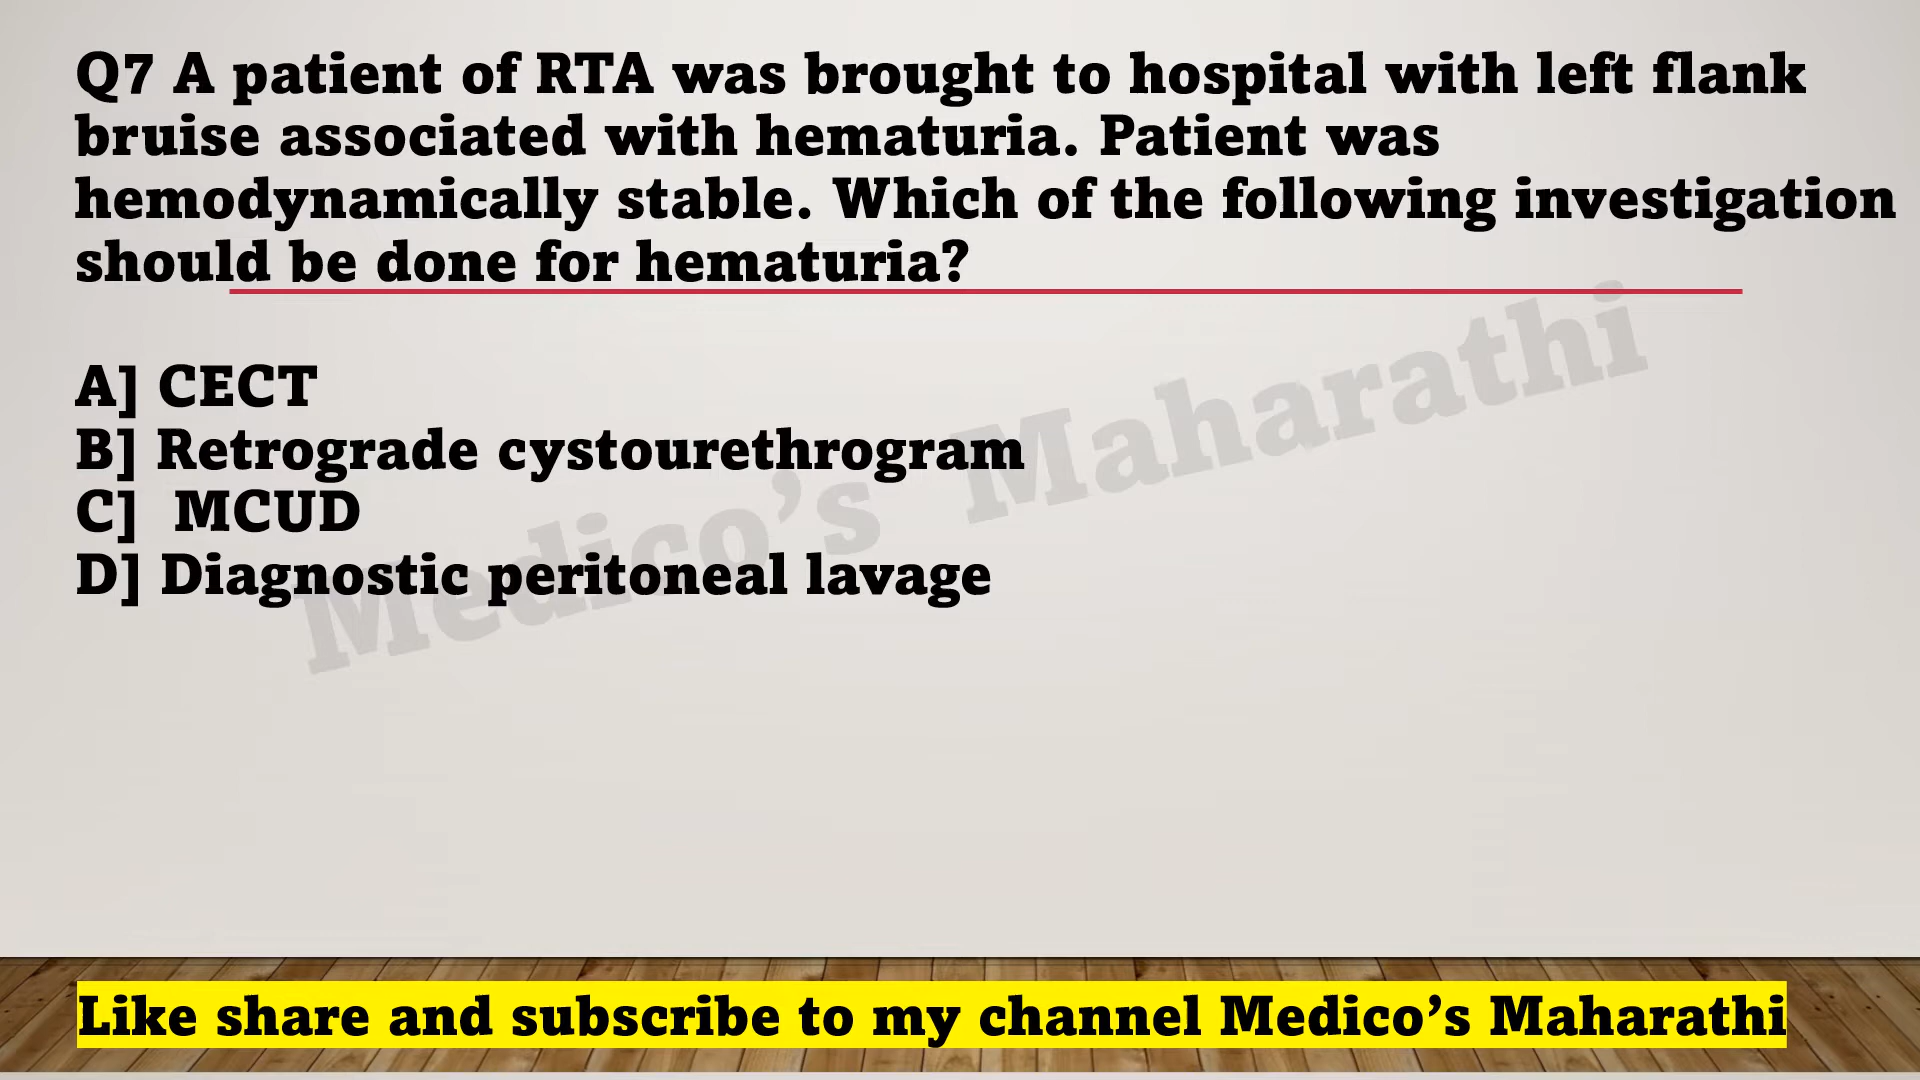 Q7 A patient of RTA was brought to hospital with left flank
bruise associated with hematuria. Patient was
hemodynamically stable. Which of the following investigation
should be done for hematuria?
A] CECT
B] Retrograde cystourethrogram
C] MCUD
D] Diagnostic peritoneal lavage
Medico’s Maharathi
Like share and subscribe to my channel Medico’s Maharathi